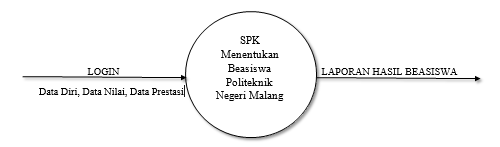 SPK
Menentukan
Beasiswa
Politeknik
Negeri Malang
LOGIN
Data Diri, Data Nilai, Data Prestasi
LAPORAN HASIL BEASISWA